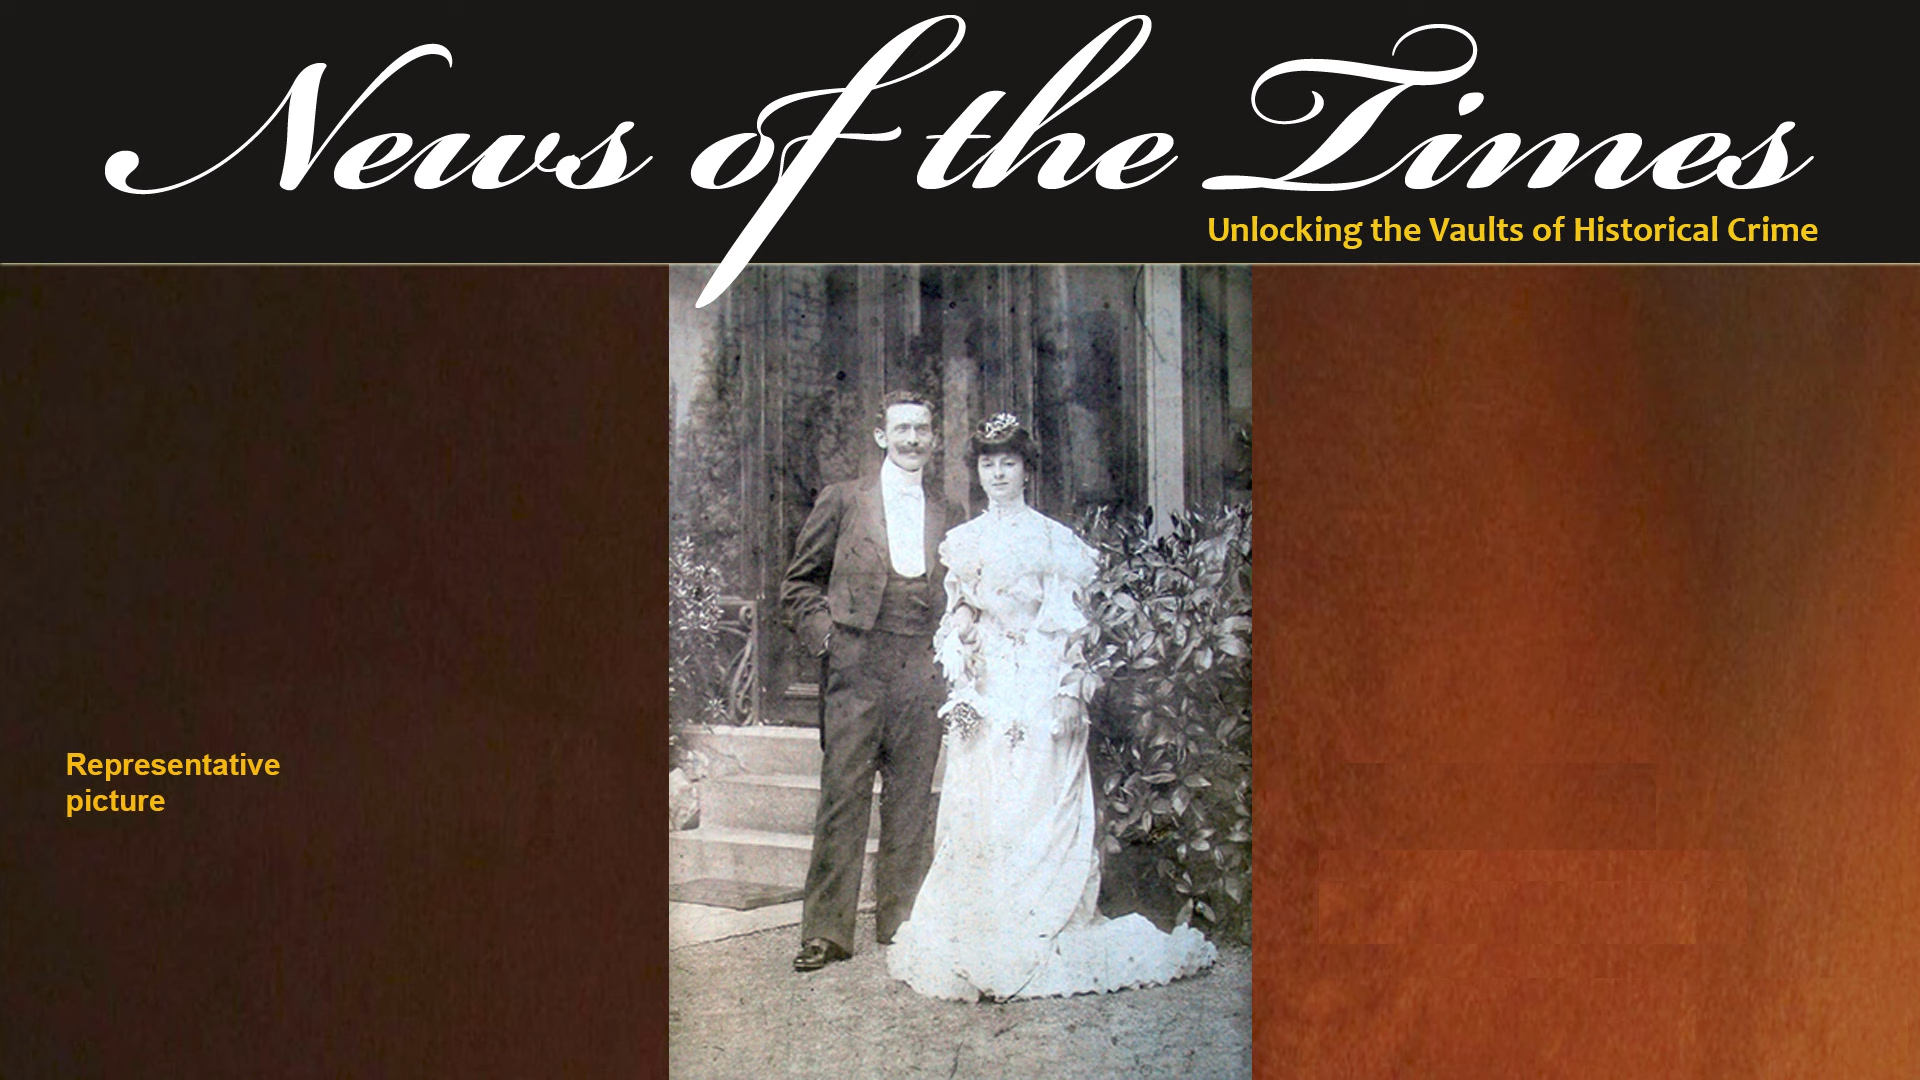 News of the Times
Unlocking the Vaults of Historical Crime
Representative
picture